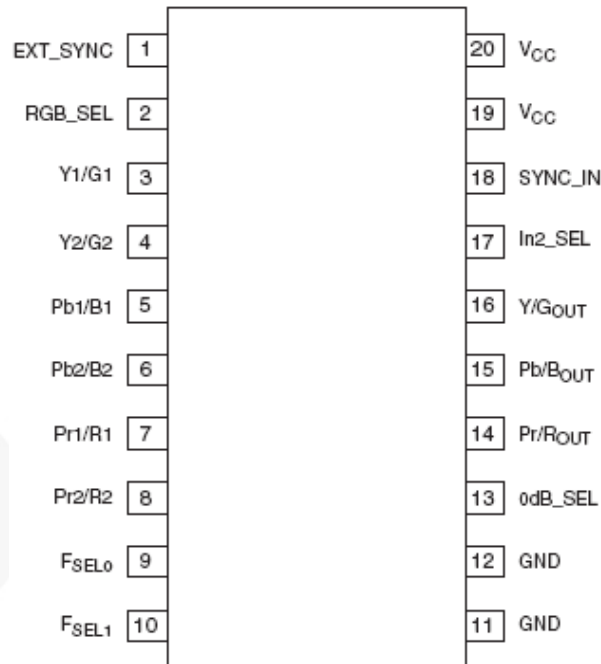 EXT_SYNC 1 20 VCC
RGB_SEL 2 19 VCC
Y1/G1 3 18 SYNC_IN
Y2/G2 4 17 In2_SEL
Pb1/B1 5 16 Y/GOUT
Pb2/B2 6 15 Pb/BOUT
Pr1/R1 7 14 Pr/ROUT
Pr2/R2 8 13 0dB_SEL
FSEL0 9 12 GND
FSEL1 10 11 GND